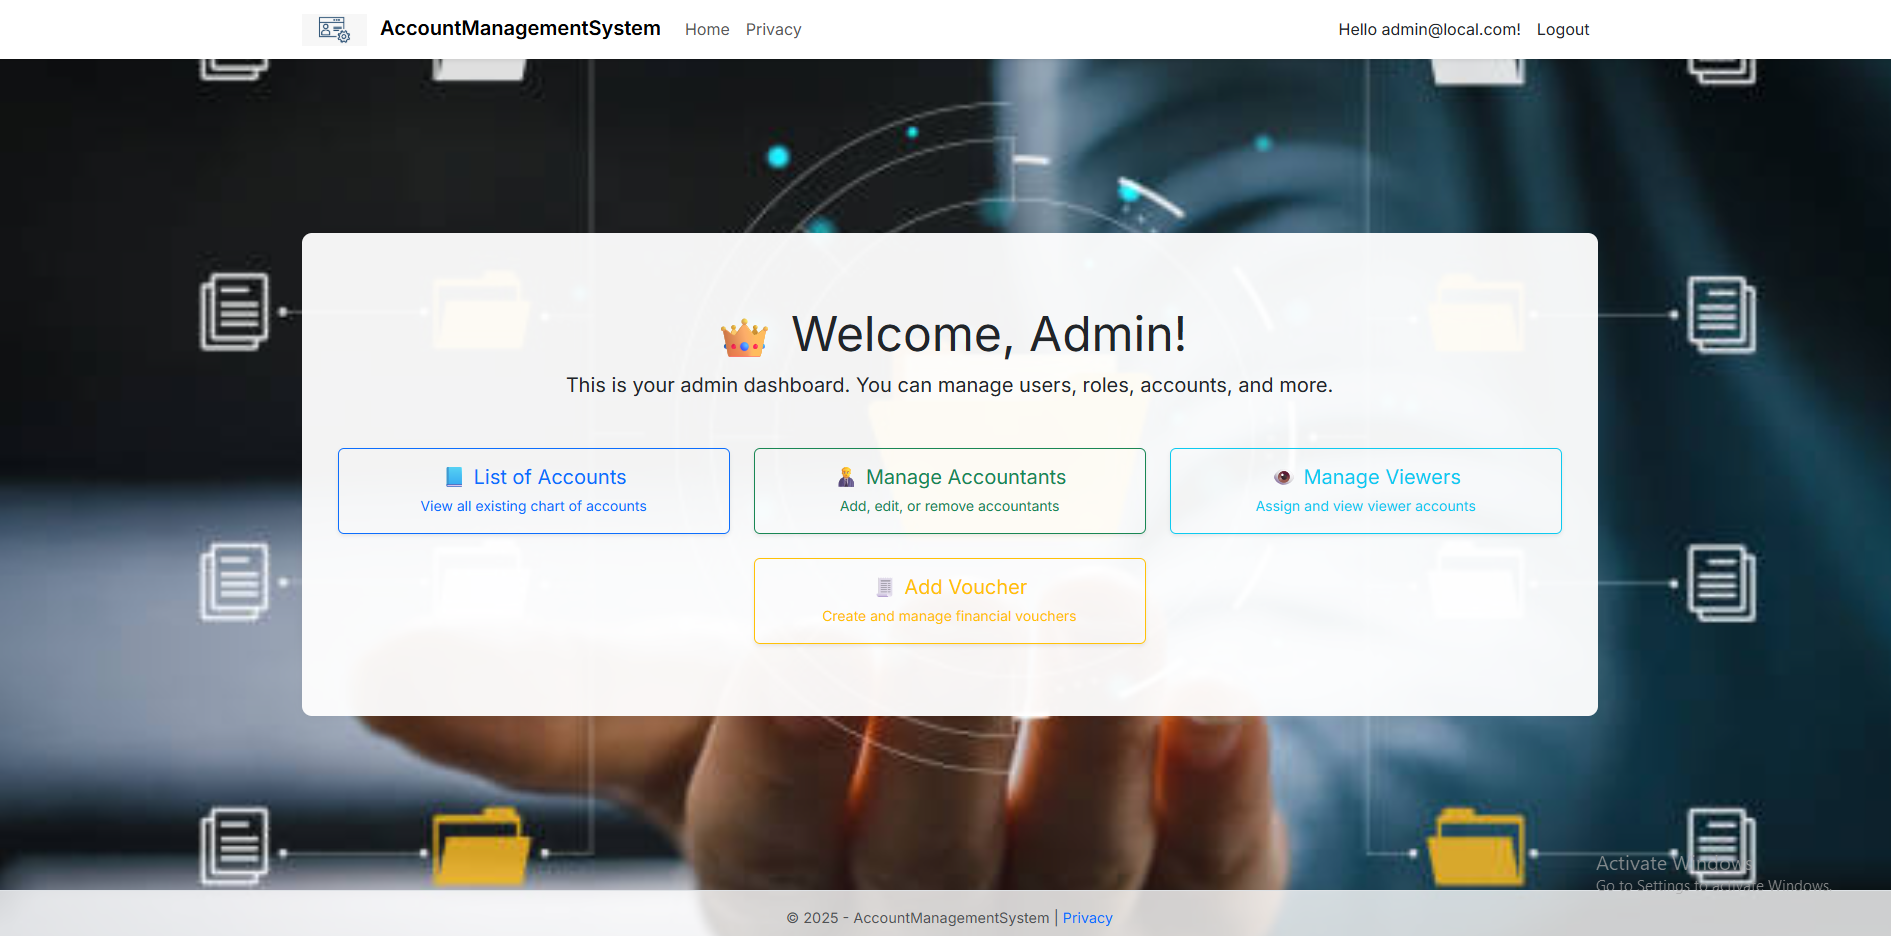 AccountManagementSystem Home Privacy Hello admin@local.com! Logout
Welcome, Admin!
This is your admin dashboard. You can manage users, roles, accounts, and more.
List of Accounts
View all existing chart of accounts
Manage Accountants
Add, edit, or remove accountants
Manage Viewers
Assign and view viewer accounts
Add Voucher
Create and manage financial vouchers
Activate Windows
Go to Settings to activate Windows.
© 2025 - AccountManagementSystem | Privacy